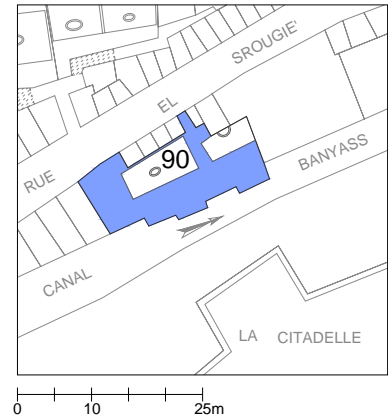 RUE EL SROUGIE'
90
CANAL BANYASS
LA CITADELLE
0 10 25m